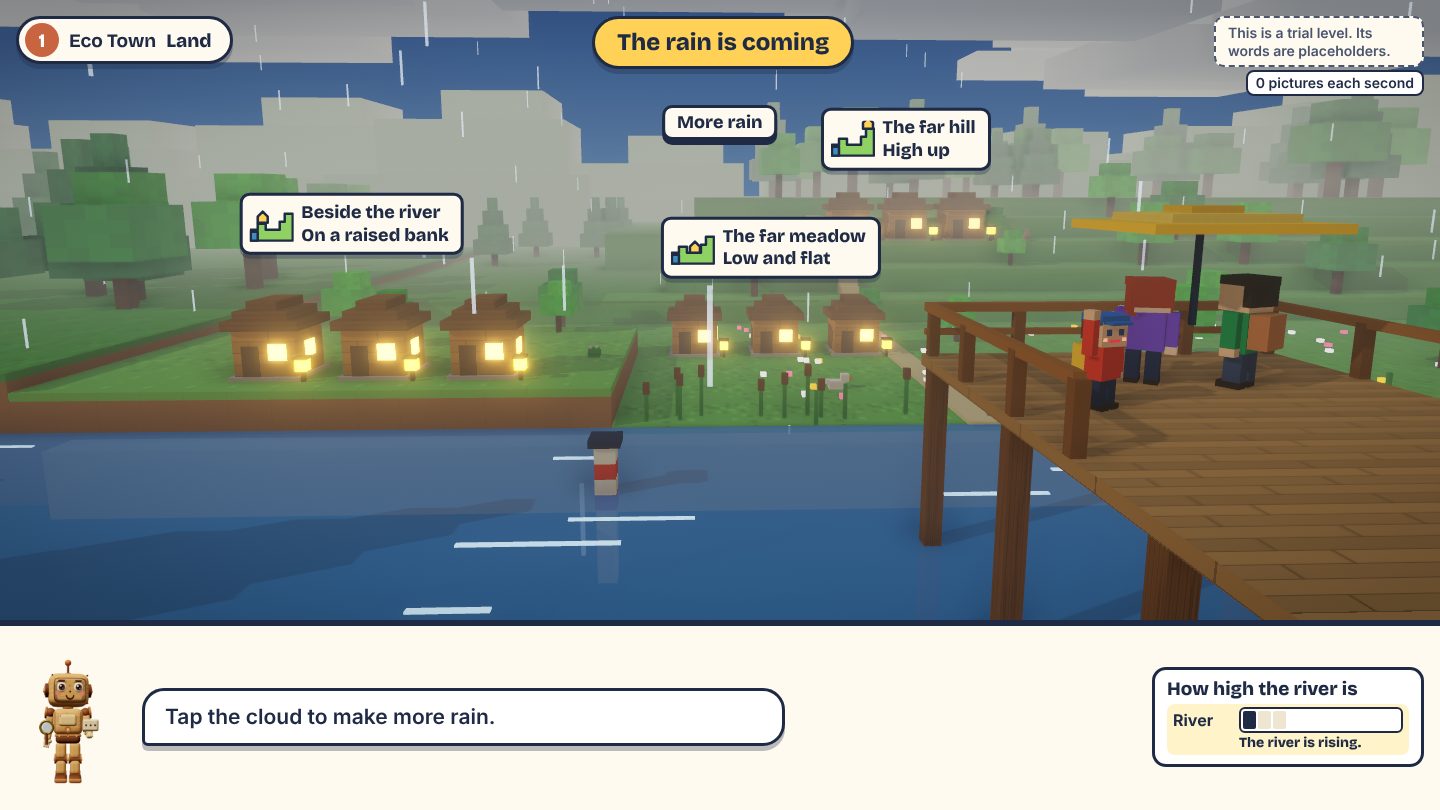 1 Eco Town Land
The rain is coming
This is a trial level. Its
words are placeholders.
0 pictures each second
More rain
The far hill
High up
Beside the river
On a raised bank
The far meadow
Low and flat
Tap the cloud to make more rain.
How high the river is
River
The river is rising.